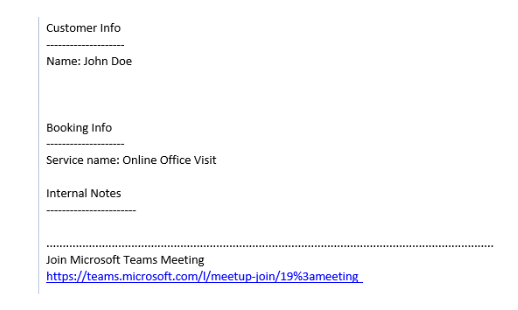 Customer Info
--------------------
Name: John Doe
Booking Info
--------------------
Service name: Online Office Visit
Internal Notes
-----------------------
................................................................................................................................
Join Microsoft Teams Meeting
https://teams.microsoft.com/l/meetup-join/19%3ameeting_